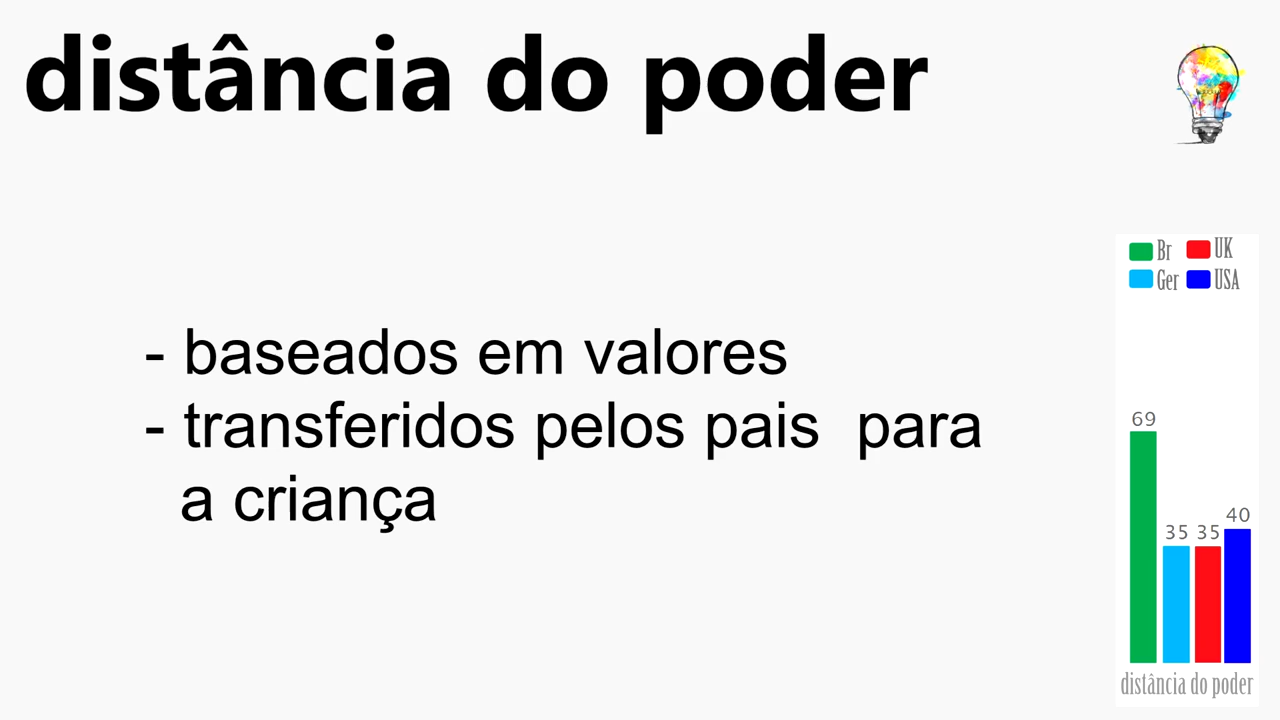 distância do poder
- baseados em valores
- transferidos pelos pais para
a criança
Br UK
Ger USA
69
40
35 35
distância do poder